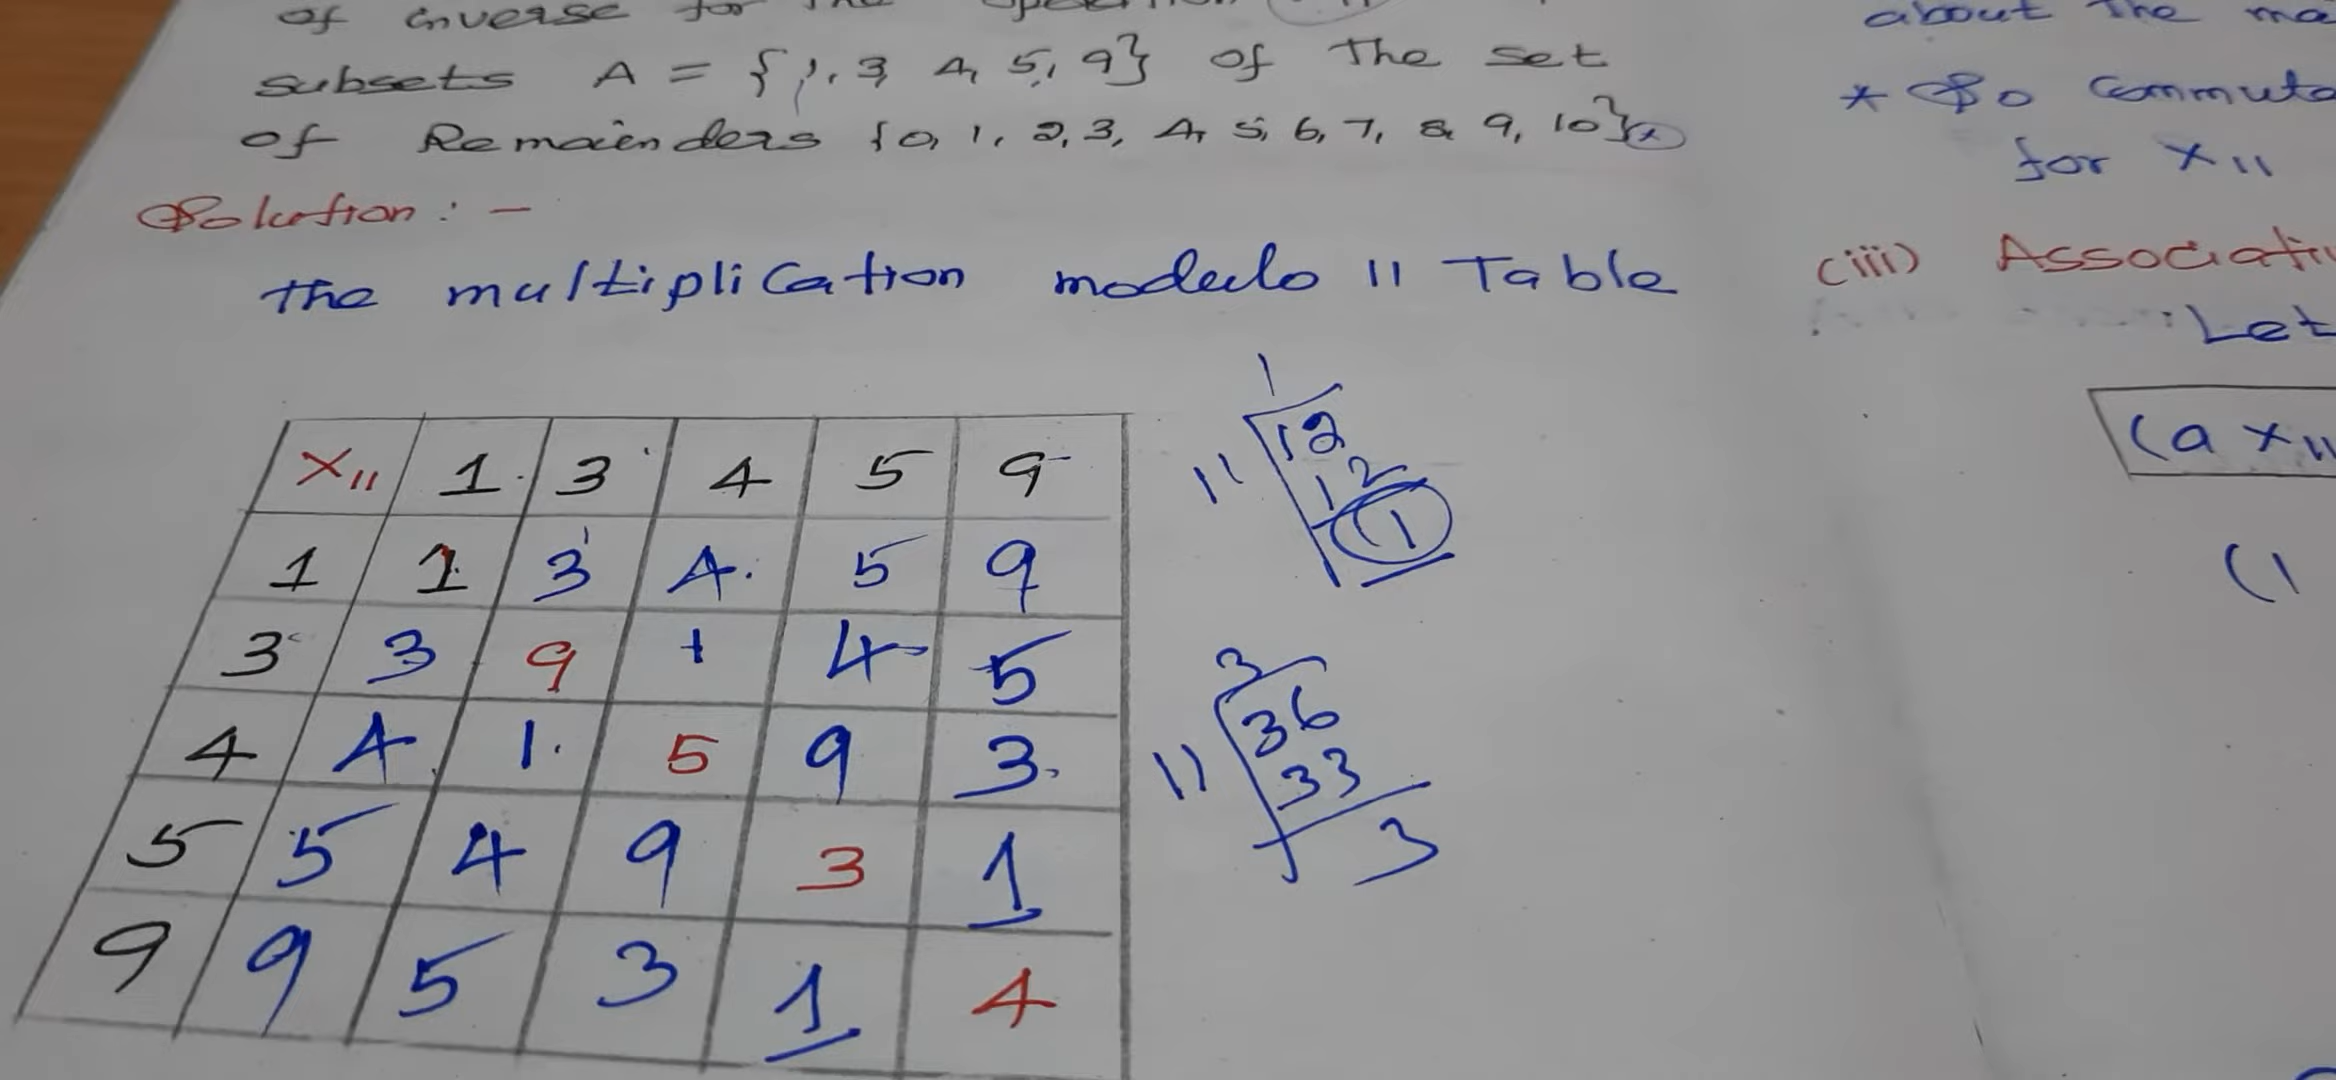 of inverse for the
subsets A = {1, 3, 4, 5, 9} of the set
of Remainders {0, 1, 2, 3, 4, 5, 6, 7, 8, 9, 10}
Solution : -
the multiplication modulo 11 Table
×11 1 3 4 5 9
1 1 3 4 5 9
3 3 9 1 4 5
4 4 1 5 9 3
5 5 4 9 3 1
9 9 5 3 1 4
1
11 12
12
1
3
11 36
33
3
about the
* So
for ×11
(iii)
Let
(a ×11
(1